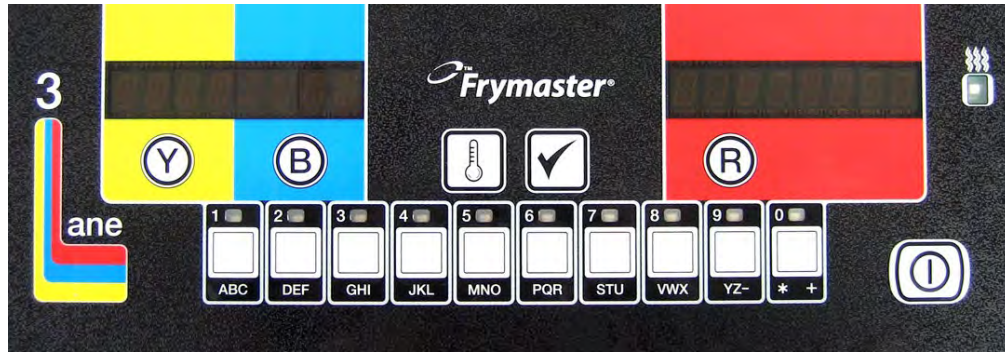 3 Lane
™Frymaster®
Y B R
1 2 3 4 5 6 7 8 9 0
ABC DEF GHI JKL MNO PQR STU VWX YZ- * +